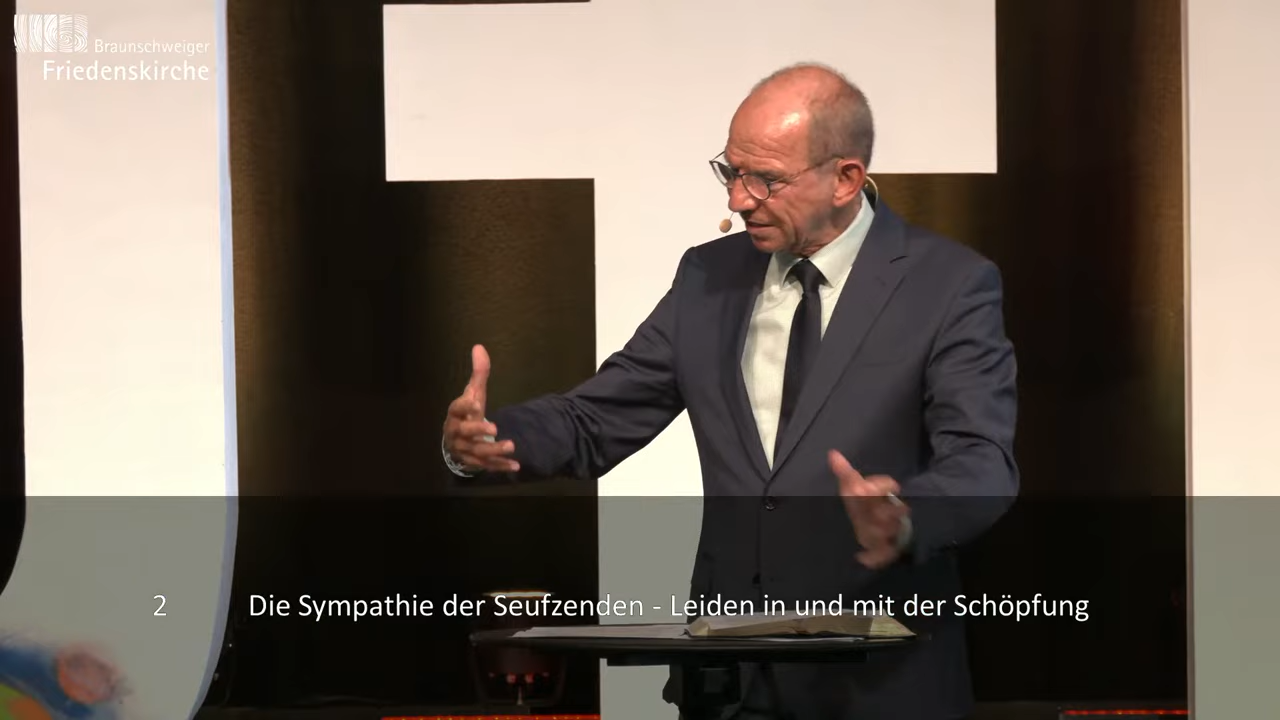 Braunschweiger
Friedenskirche
2 Die Sympathie der Seufzenden - Leiden in und mit der Schöpfung